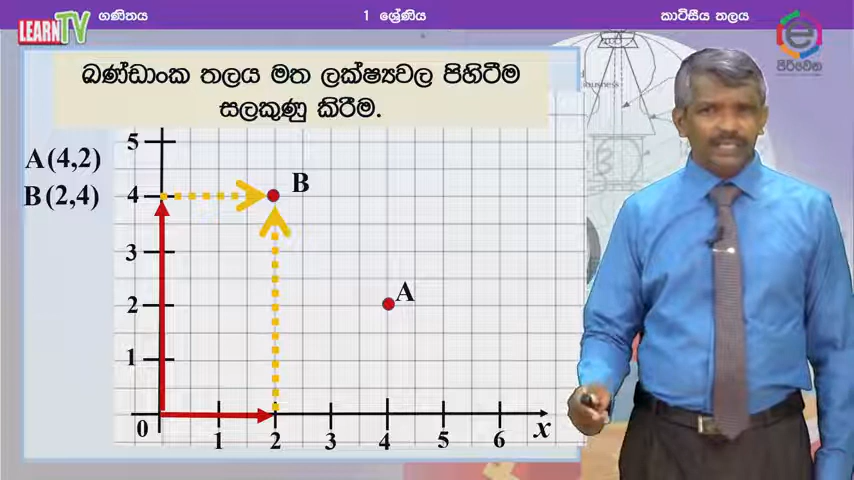 ගණිතය
1 ශ්‍රේණිය
කාටිසීය තලය
LEARN TV
පිරිවෙන
ඛණ්ඩාංක තලය මත ලක්ෂ්‍යවල පිහිටීම
සලකුණු කිරීම.
A(4,2)
B(2,4)
5
4
3
2
1
0
1
2
3
4
5
6
x
B
A